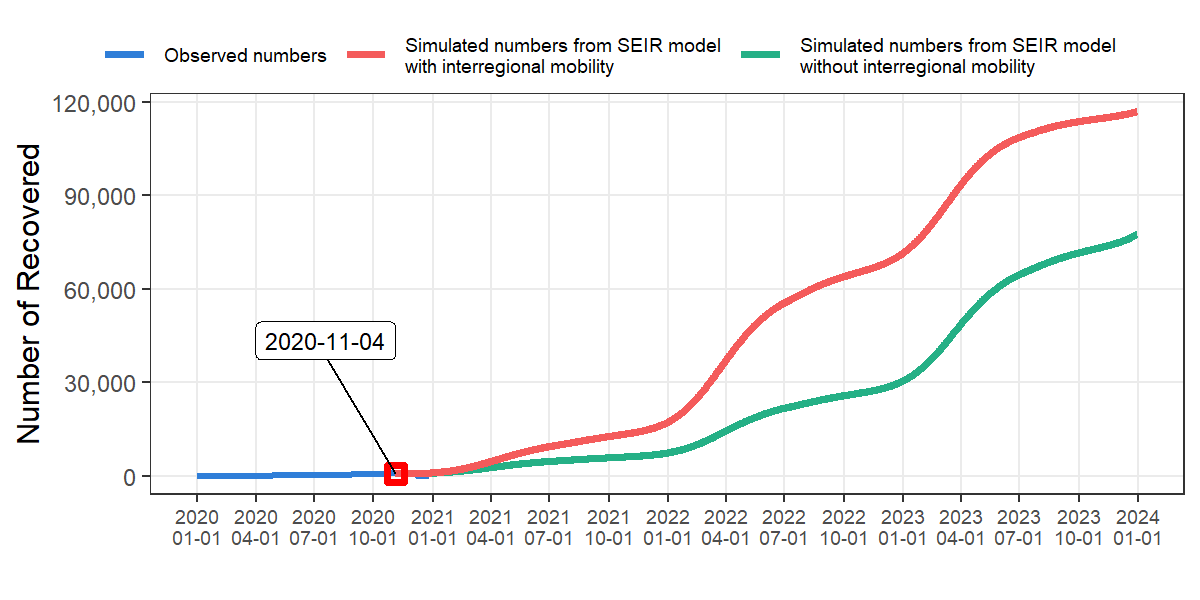 Observed numbers
Simulated numbers from SEIR model
with interregional mobility
Simulated numbers from SEIR model
without interregional mobility
Number of Recovered
120,000
90,000
60,000
30,000
0
2020-11-04
2020 2020 2020 2020 2021 2021 2021 2021 2022 2022 2022 2022 2023 2023 2023 2023 2024
01-01 04-01 07-01 10-01 01-01 04-01 07-01 10-01 01-01 04-01 07-01 10-01 01-01 04-01 07-01 10-01 01-01